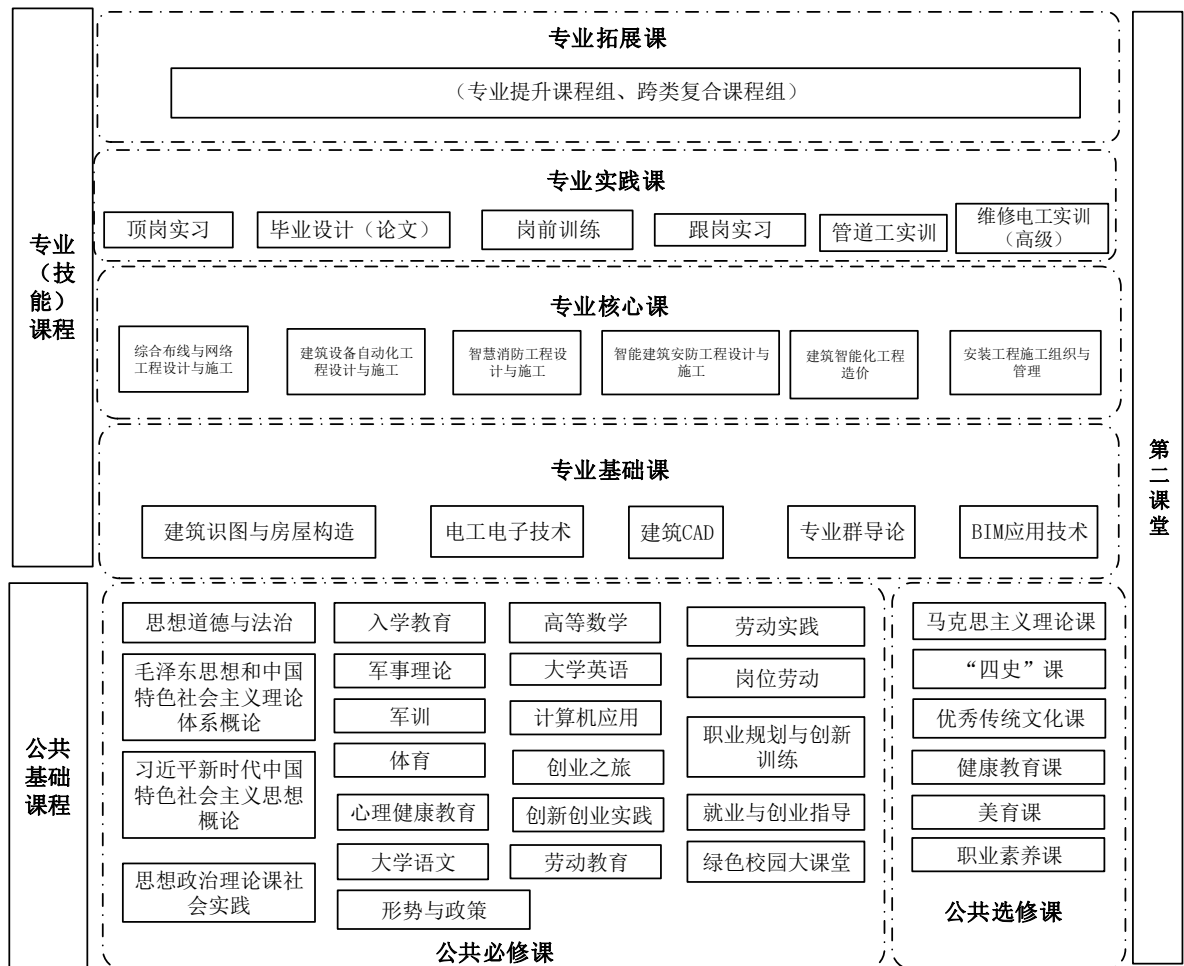 专业
（技
能）
课程
专业拓展课
（专业提升课程组、跨类复合课程组）
专业实践课
顶岗实习
毕业设计（论文）
岗前训练
跟岗实习
管道工实训
维修电工实训
（高级）
专业核心课
综合布线与网络
工程设计与施工
建筑设备自动化工
程设计与施工
智慧消防工程设
计与施工
智能建筑安防工程设计与
施工
建筑智能化工程
造价
安装工程施工组织与
管理
专业基础课
建筑识图与房屋构造
电工电子技术
建筑CAD
专业群导论
BIM应用技术
公共
基础
课程
思想道德与法治
毛泽东思想和中国
特色社会主义理论
体系概论
习近平新时代中国
特色社会主义思想
概论
思想政治理论课社
会实践
入学教育
军事理论
军训
体育
心理健康教育
大学语文
形势与政策
高等数学
大学英语
计算机应用
创业之旅
创新创业实践
劳动教育
劳动实践
岗位劳动
职业规划与创新
训练
就业与创业指导
绿色校园大课堂
公共必修课
马克思主义理论课
“四史”课
优秀传统文化课
健康教育课
美育课
职业素养课
公共选修课
第
二
课
堂